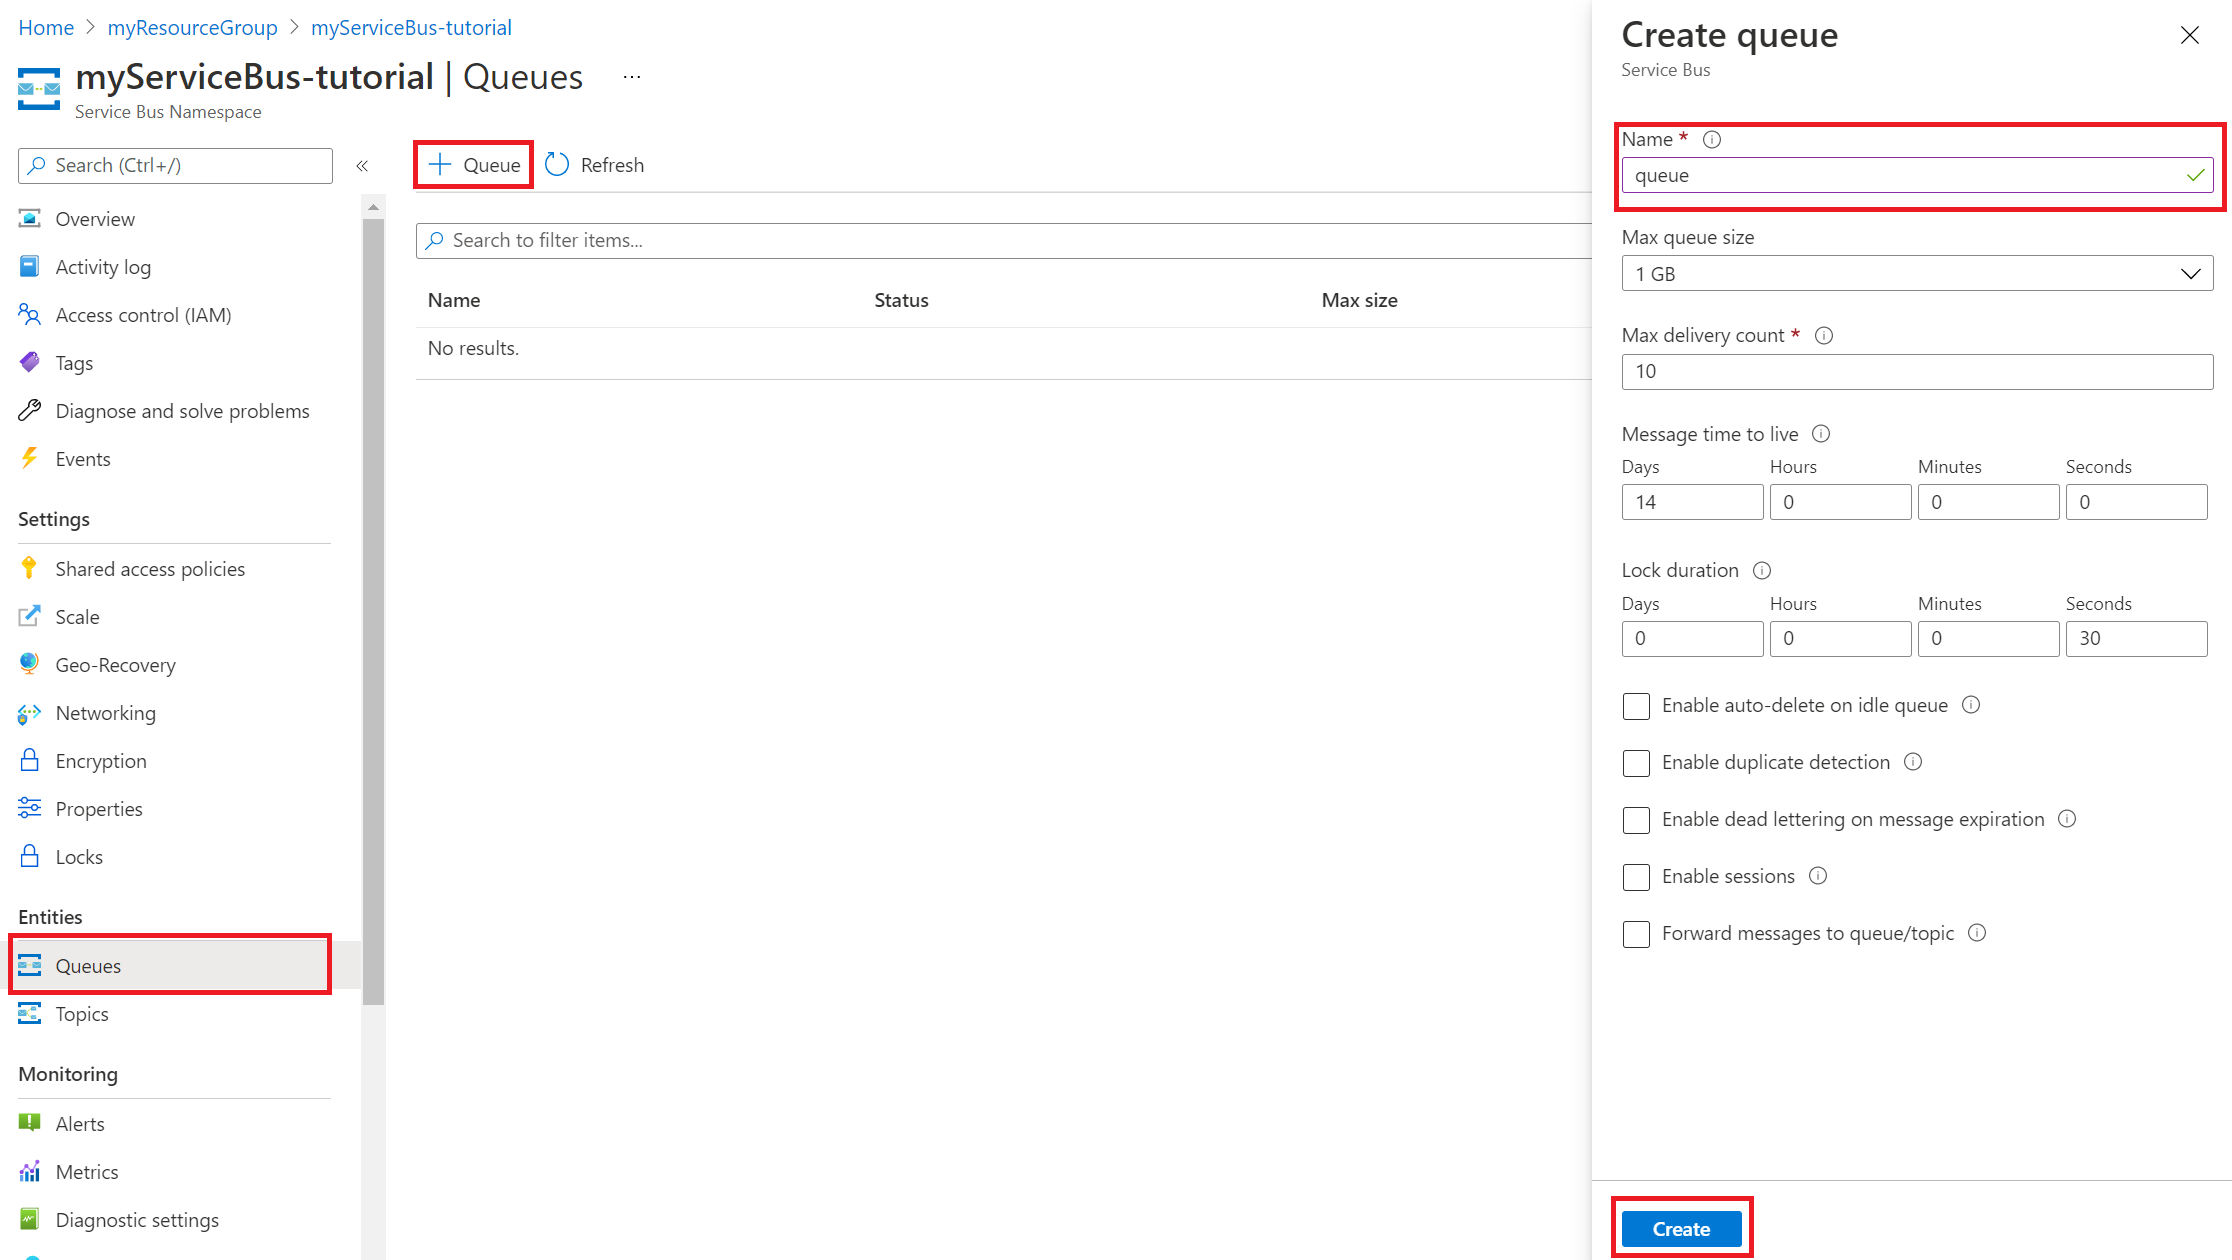 Home > myResourceGroup > myServiceBus-tutorial
myServiceBus-tutorial | Queues ...
Service Bus Namespace
Search (Ctrl+/)
«
Overview
Activity log
Access control (IAM)
Tags
Diagnose and solve problems
Events
Settings
Shared access policies
Scale
Geo-Recovery
Networking
Encryption
Properties
Locks
Entities
Queues
Topics
Monitoring
Alerts
Metrics
Diagnostic settings
+ Queue Refresh
Search to filter items...
Name Status Max size
No results.
Create queue
Service Bus
Name *
queue
Max queue size
1 GB
Max delivery count *
10
Message time to live
Days Hours Minutes Seconds
14 0 0 0
Lock duration
Days Hours Minutes Seconds
0 0 0 30
Enable auto-delete on idle queue
Enable duplicate detection
Enable dead lettering on message expiration
Enable sessions
Forward messages to queue/topic
Create